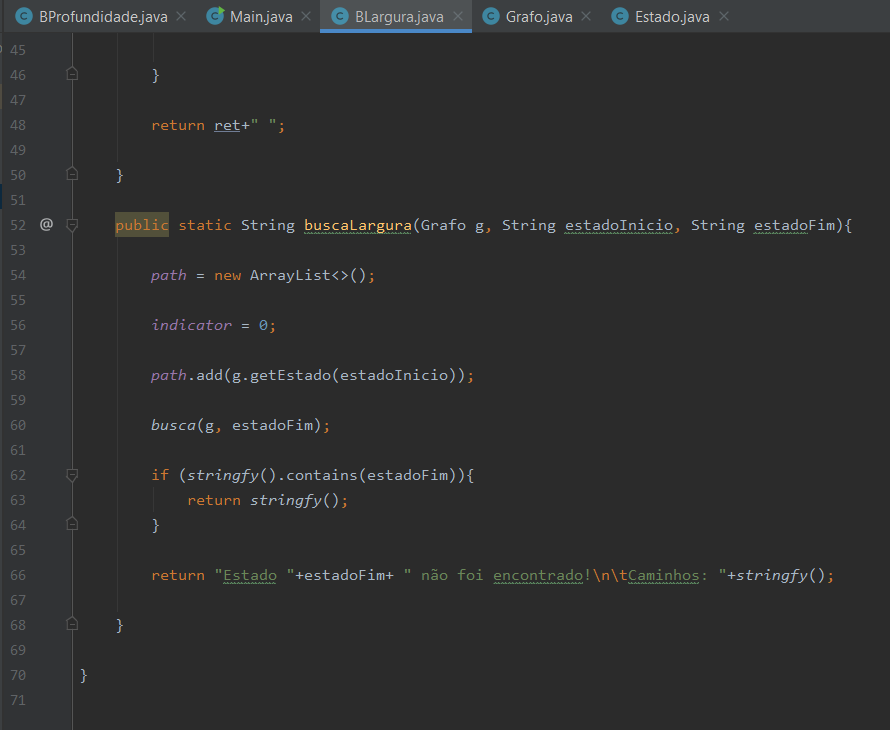 BProfundidade.java Main.java BLargura.java Grafo.java Estado.java
45
46 }
47
48 return ret+" ";
49
50 }
51
52 @ public static String buscaLargura(Grafo g, String estadoInicio, String estadoFim){
53
54 path = new ArrayList<>();
55
56 indicator = 0;
57
58 path.add(g.getEstado(estadoInicio));
59
60 busca(g, estadoFim);
61
62 if (stringfy().contains(estadoFim)){
63 return stringfy();
64 }
65
66 return "Estado "+estadoFim+ " não foi encontrado!\n\tCaminhos: "+stringfy();
67
68 }
69
70 }
71